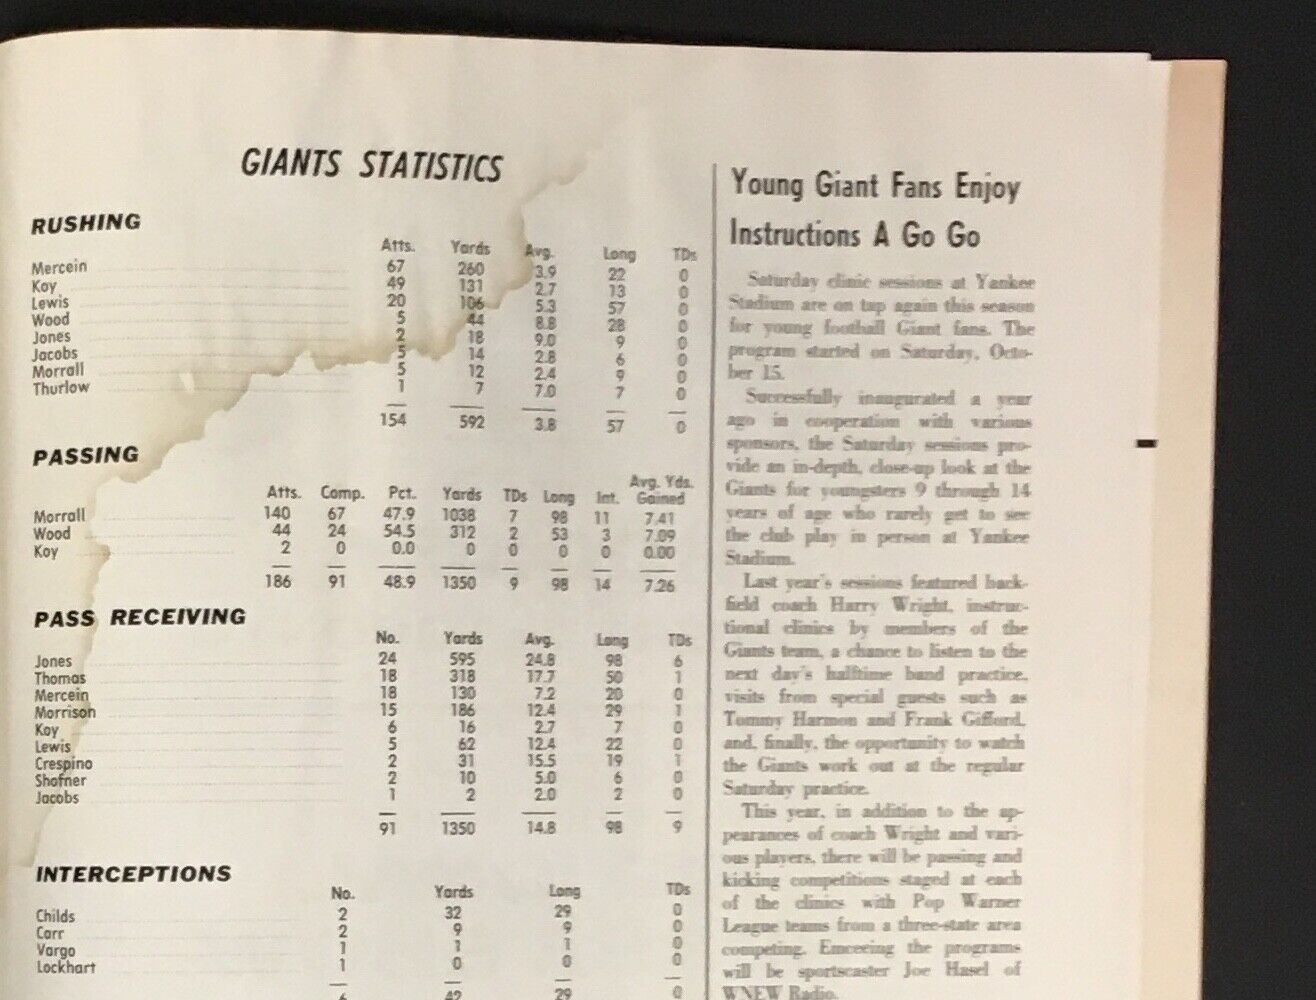 GIANTS STATISTICS
RUSHING
Atts. Yards Avg. Long TDs
Mercein 67 260 3.9 22 0
Koy 49 131 2.7 13 0
Lewis 20 106 5.3 57 0
Wood 5 44 8.8 28 0
Jones 2 18 9.0 9 0
Jacobs 5 14 2.8 6 0
Morrall 5 12 2.4 9 0
Thurlow 1 7 7.0 7 0
154 592 3.8 57 0
PASSING
Avg. Yds.
Atts. Comp. Pct. Yards TDs Long Int. Gained
Morrall 140 67 47.9 1038 7 98 11 7.41
Wood 44 24 54.5 312 2 53 3 7.09
Koy 2 0 0.0 0 0 0 0 0.00
186 91 48.9 1350 9 98 14 7.26
PASS RECEIVING
No. Yards Avg. Long TDs
Jones 24 595 24.8 98 6
Thomas 18 318 17.7 50 1
Mercein 18 130 7.2 20 0
Morrison 15 186 12.4 29 1
Koy 6 16 2.7 7 0
Lewis 5 62 12.4 22 0
Crespino 2 31 15.5 19 1
Shofner 2 10 5.0 6 0
Jacobs 1 2 2.0 2 0
91 1350 14.8 98 9
INTERCEPTIONS
No. Yards Long TDs
Childs 2 32 29 0
Carr 2 9 9 0
Vargo 1 1 1 0
Lockhart 1 0 0 0
6 42 29 0
Young Giant Fans Enjoy
Instructions A Go Go
Saturday clinic sessions at Yankee
Stadium are on tap again this season
for young football Giant fans. The
program started on Saturday, Octo-
ber 15.
Successfully inaugurated a year
ago in cooperation with various
sponsors, the Saturday sessions pro-
vide an in-depth, close-up look at the
Giants for youngsters 9 through 14
years of age who rarely get to see
the club play in person at Yankee
Stadium.
Last year's sessions featured back-
field coach Harry Wright, instruc-
tional clinics by members of the
Giants team, a chance to listen to the
next day's halftime band practice,
visits from special guests such as
Tommy Harmon and Frank Gifford,
and, finally, the opportunity to watch
the Giants work out at the regular
Saturday practice.
This year, in addition to the ap-
pearances of coach Wright and vari-
ous players, there will be passing and
kicking competitions staged at each
of the clinics with Pop Warner
League teams from a three-state area
competing. Emceeing the programs
will be sportscaster Joe Hasel of
WNEW Radio.